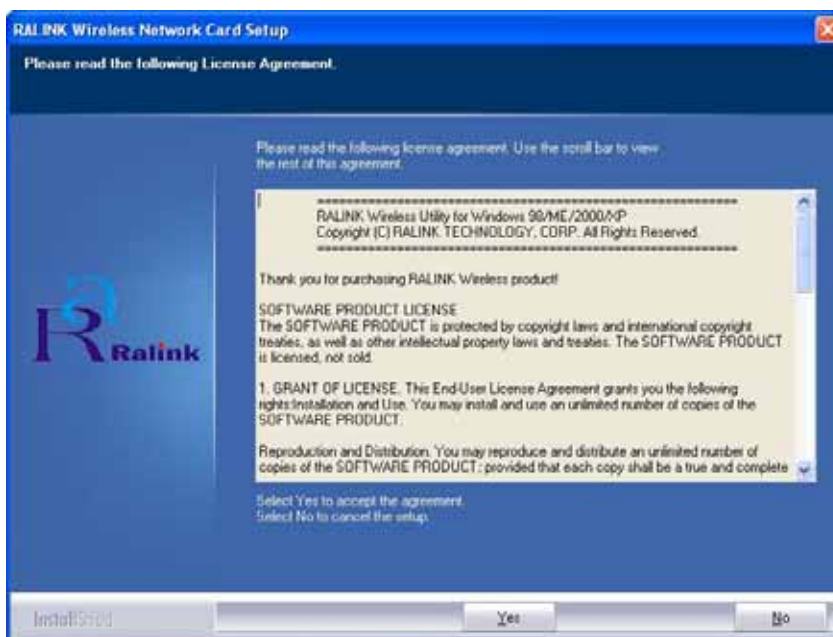 RALINK Wireless Network Card Setup
Please read the following License Agreement.
Please read the following license agreement. Use the scroll bar to view
the rest of this agreement.
============================================================
RALINK Wireless Utility for Windows 98/ME/2000/XP
Copyright (C) RALINK TECHNOLOGY, CORP. All Rights Reserved.
============================================================
Thank you for purchasing RALINK Wireless product!
SOFTWARE PRODUCT LICENSE
The SOFTWARE PRODUCT is protected by copyright laws and international copyright
treaties, as well as other intellectual property laws and treaties. The SOFTWARE PRODUCT
is licensed, not sold.
1. GRANT OF LICENSE. This End-User License Agreement grants you the following
rights:Installation and Use. You may install and use an unlimited number of copies of the
SOFTWARE PRODUCT.
Reproduction and Distribution. You may reproduce and distribute an unlimited number of
copies of the SOFTWARE PRODUCT; provided that each copy shall be a true and complete
Ralink
Select Yes to accept the agreement.
Select No to cancel the setup.
InstallShield
Yes
No